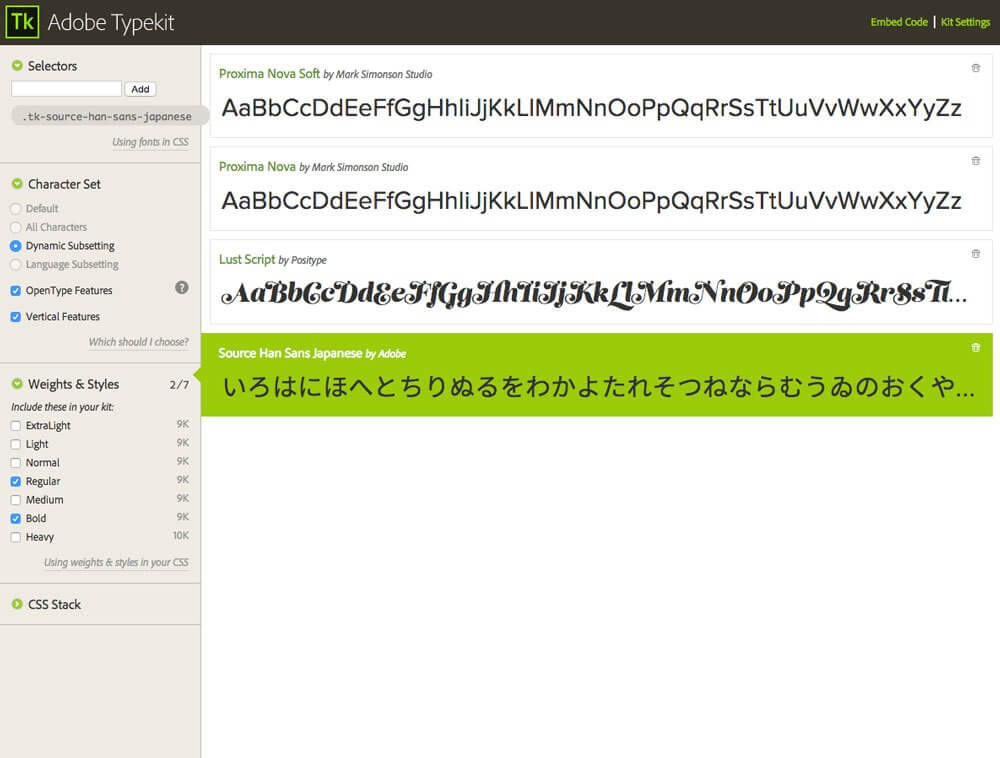 Tk Adobe Typekit
Embed Code | Kit Settings
Selectors
Add
.tk-source-han-sans-japanese
Using fonts in CSS
Character Set
Default
All Characters
Dynamic Subsetting
Language Subsetting
OpenType Features ?
Vertical Features
Which should I choose?
Weights & Styles 2/7
Include these in your kit:
ExtraLight 9K
Light 9K
Normal 9K
Regular 9K
Medium 9K
Bold 9K
Heavy 10K
Using weights & styles in your CSS
CSS Stack
Proxima Nova Soft by Mark Simonson Studio
AaBbCcDdEeFfGgHhIiJjKkLlMmNnOoPpQqRrSsTtUuVvWwXxYyZz
Proxima Nova by Mark Simonson Studio
AaBbCcDdEeFfGgHhIiJjKkLlMmNnOoPpQqRrSsTtUuVvWwXxYyZz
Lust Script by Positype
AaBbCcDdEeFfGgHhIiJjKkLlMmNnOoPpQqRrSsTt...
Source Han Sans Japanese by Adobe
いろはにほへとちりぬるをわかよたれそつねならむうゐのおくや...